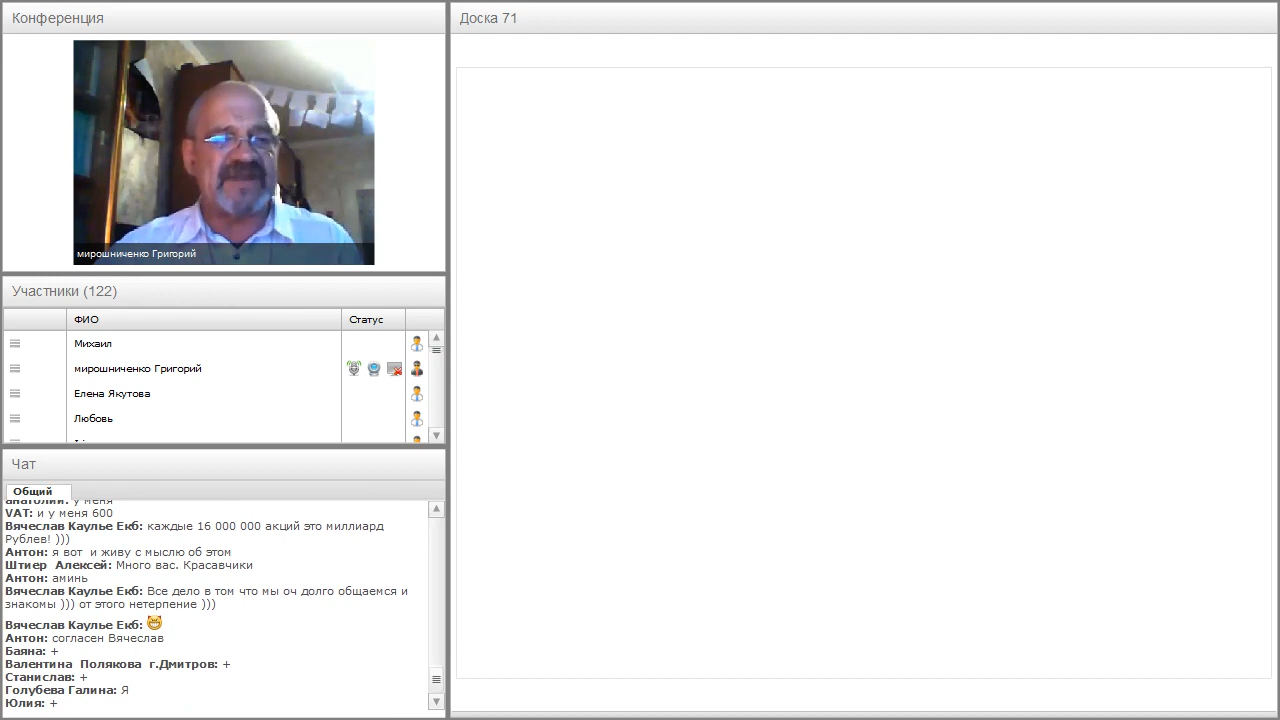 Конференция
мирошниченко Григорий
Участники (122)
ФИО Статус
Михаил
мирошниченко Григорий
Елена Якутова
Любовь
Чат
Общий
анатолий: у меня
VAT: и у меня 600
Вячеслав Каулье Екб: каждые 16 000 000 акций это миллиард
Рублев! )))
Антон: я вот и живу с мыслю об этом
Штиер Алексей: Много вас. Красавчики
Антон: аминь
Вячеслав Каулье Екб: Все дело в том что мы оч долго общаемся и
знакомы ))) от этого нетерпение )))
Вячеслав Каулье Екб:
Антон: согласен Вячеслав
Баяна: +
Валентина Полякова г.Дмитров: +
Станислав: +
Голубева Галина: Я
Юлия: +
Доска 71